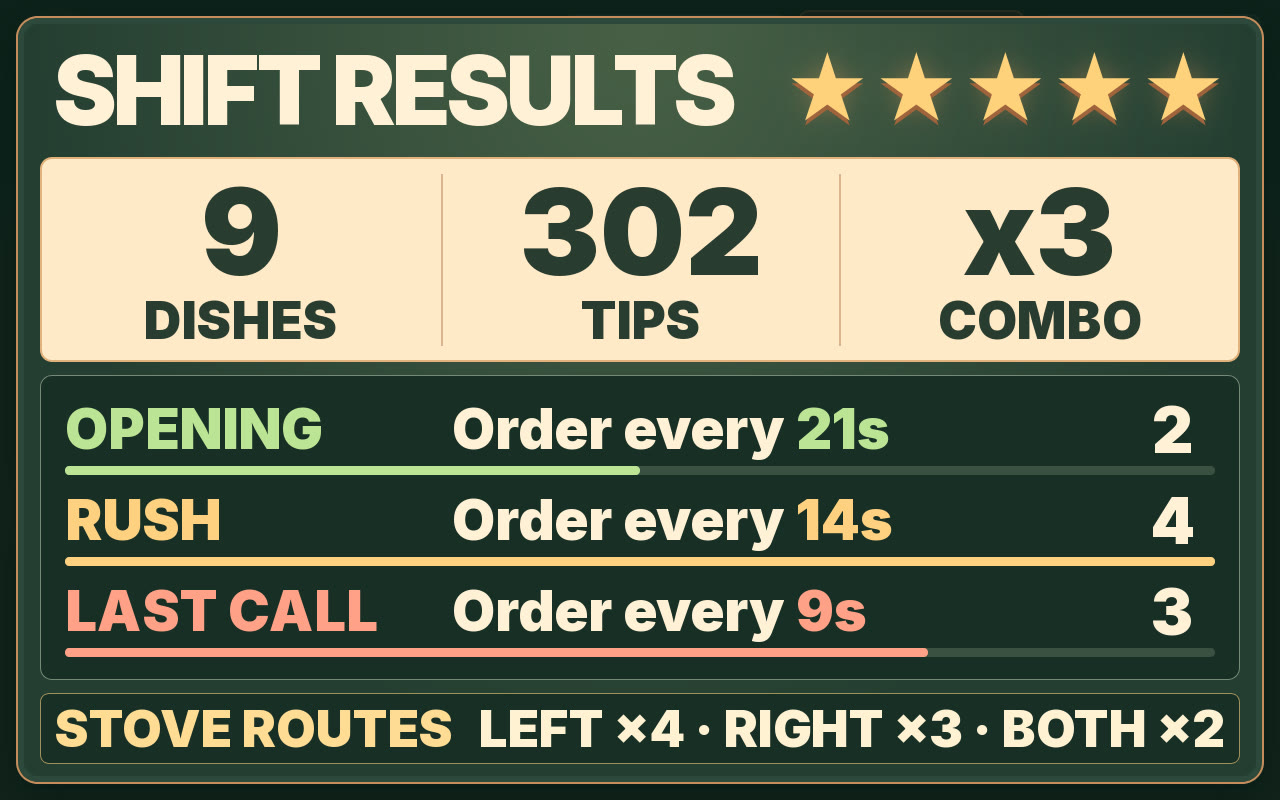 SHIFT RESULTS
9
DISHES
302
TIPS
x3
COMBO
OPENING Order every 21s 2
RUSH Order every 14s 4
LAST CALL Order every 9s 3
STOVE ROUTES LEFT ×4 · RIGHT ×3 · BOTH ×2